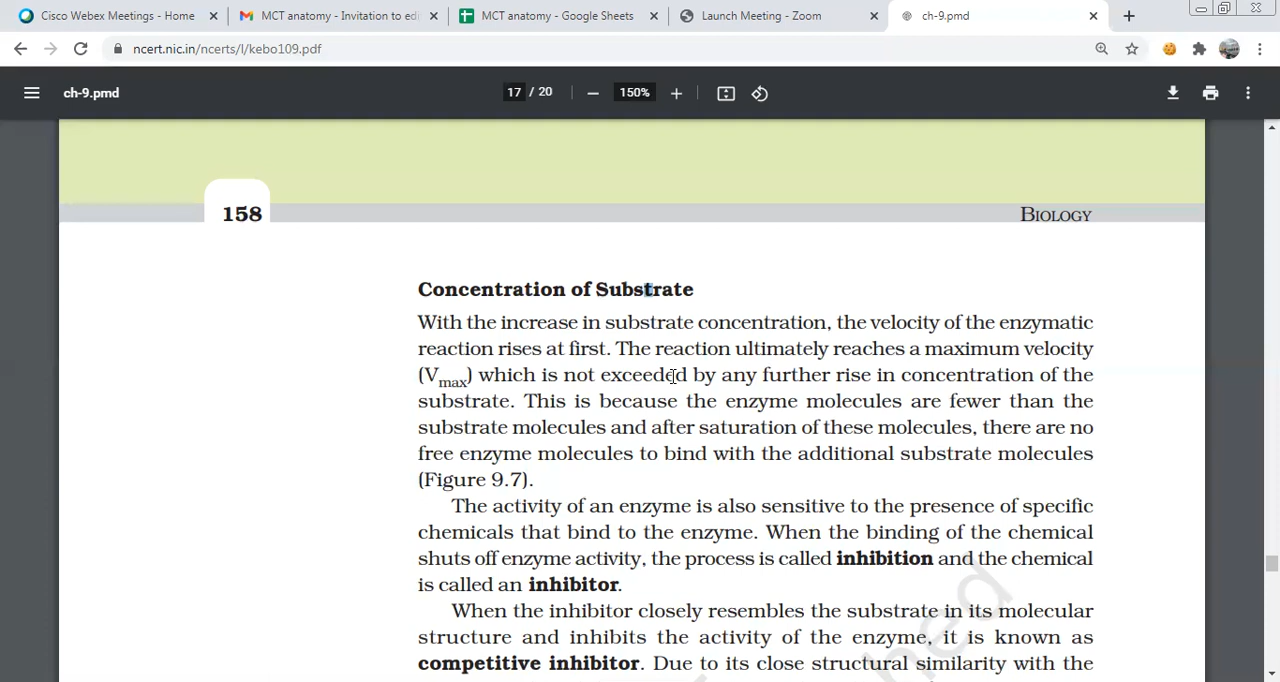 Cisco Webex Meetings - Home
MCT anatomy - Invitation to edi
MCT anatomy - Google Sheets
Launch Meeting - Zoom
ch-9.pmd
ncert.nic.in/ncerts/l/kebo109.pdf
ch-9.pmd
17 / 20
150%
158
BIOLOGY
Concentration of Substrate
With the increase in substrate concentration, the velocity of the enzymatic
reaction rises at first. The reaction ultimately reaches a maximum velocity
(Vmax) which is not exceeded by any further rise in concentration of the
substrate. This is because the enzyme molecules are fewer than the
substrate molecules and after saturation of these molecules, there are no
free enzyme molecules to bind with the additional substrate molecules
(Figure 9.7).
The activity of an enzyme is also sensitive to the presence of specific
chemicals that bind to the enzyme. When the binding of the chemical
shuts off enzyme activity, the process is called inhibition and the chemical
is called an inhibitor.
When the inhibitor closely resembles the substrate in its molecular
structure and inhibits the activity of the enzyme, it is known as
competitive inhibitor. Due to its close structural similarity with the